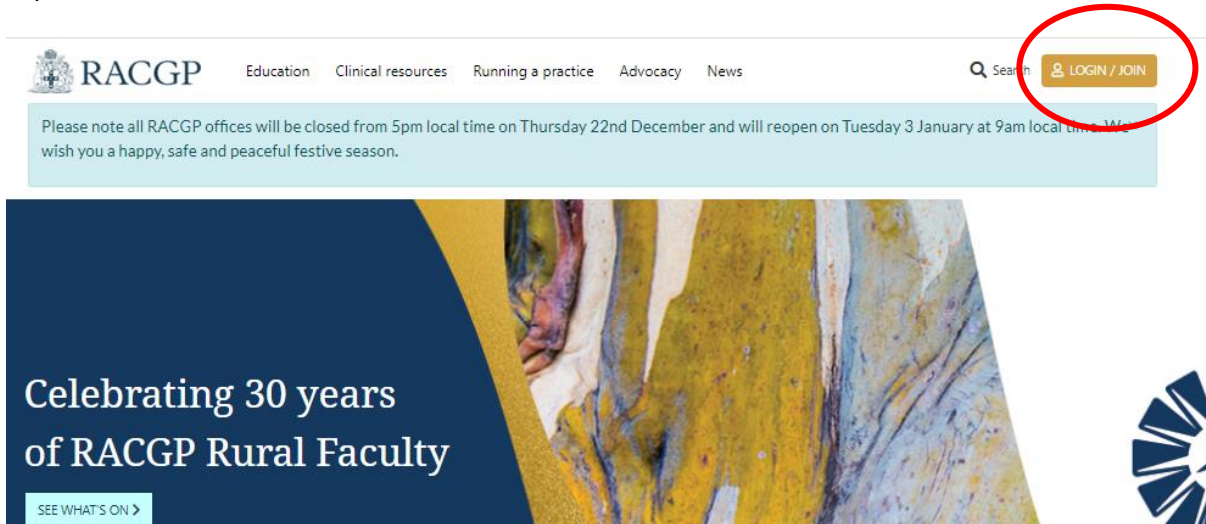 RACGP
Education Clinical resources Running a practice Advocacy News
Search
LOGIN / JOIN
Please note all RACGP offices will be closed from 5pm local time on Thursday 22nd December and will reopen on Tuesday 3 January at 9am local time. We
wish you a happy, safe and peaceful festive season.
Celebrating 30 years
of RACGP Rural Faculty
SEE WHAT'S ON >